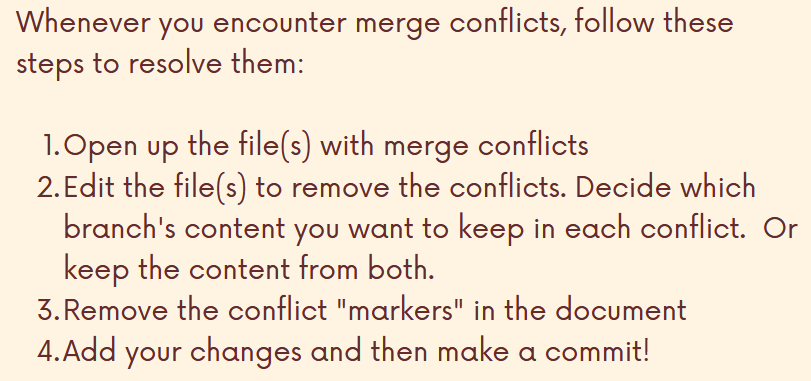 Whenever you encounter merge conflicts, follow these
steps to resolve them:
1. Open up the file(s) with merge conflicts
2. Edit the file(s) to remove the conflicts. Decide which
branch's content you want to keep in each conflict.  Or
keep the content from both.
3. Remove the conflict "markers" in the document
4. Add your changes and then make a commit!